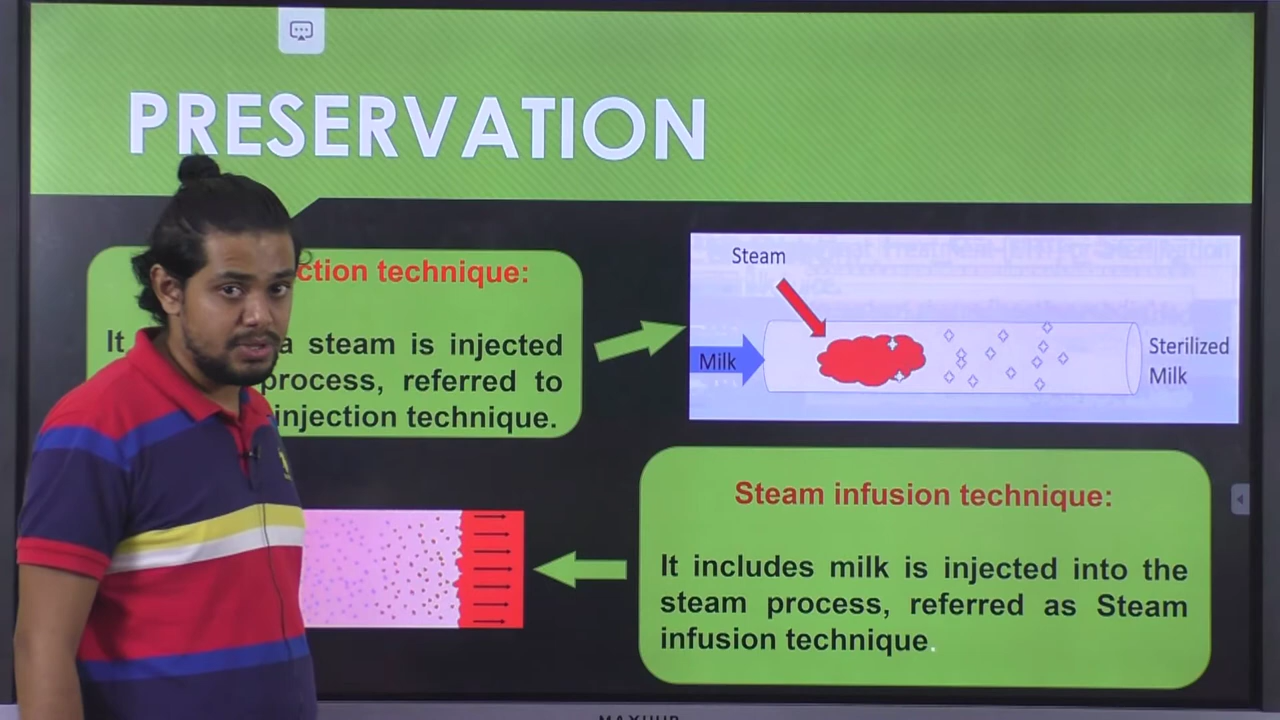 PRESERVATION
ction technique:
It a steam is injected
process, referred to
injection technique.
Steam
Milk
Sterilized
Milk
Steam infusion technique:
It includes milk is injected into the
steam process, referred as Steam
infusion technique.